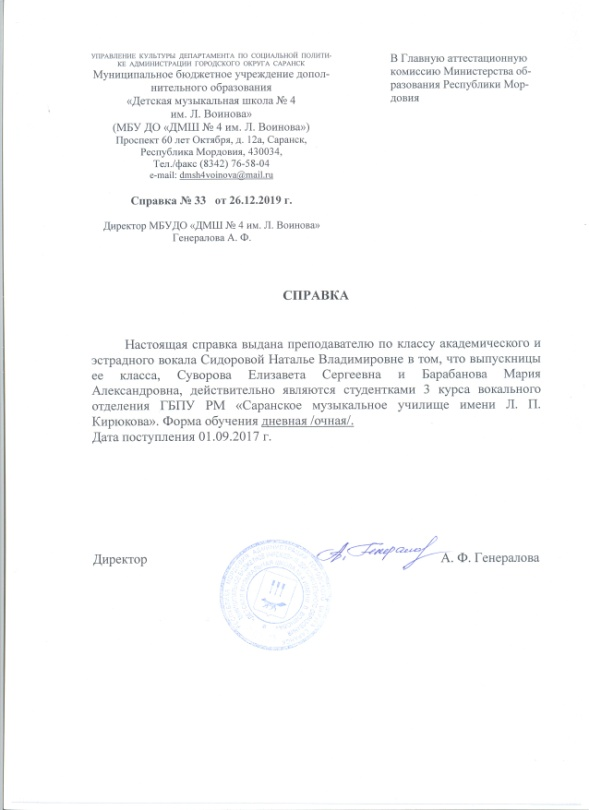 УПРАВЛЕНИЕ КУЛЬТУРЫ ДЕПАРТАМЕНТА ПО СОЦИАЛЬНОЙ ПОЛИТИ-
КЕ АДМИНИСТРАЦИИ ГОРОДСКОГО ОКРУГА САРАНСК
Муниципальное бюджетное учреждение допол-
нительного образования
«Детская музыкальная школа № 4
им. Л. Воинова»
(МБУ ДО «ДМШ № 4 им. Л. Воинова»)
Проспект 60 лет Октября, д. 12а, Саранск,
Республика Мордовия, 430034,
Тел./факс (8342) 76-58-04
e-mail: dmsh4voinova@mail.ru
Справка № 33 от 26.12.2019 г.
Директор МБУДО «ДМШ № 4 им. Л. Воинова»
Генералова А. Ф.
В Главную аттестационную
комиссию Министерства об-
разования Республики Мор-
довия
СПРАВКА
Настоящая справка выдана преподавателю по классу академического и
эстрадного вокала Сидоровой Наталье Владимировне в том, что выпускницы
ее класса, Суворова Елизавета Сергеевна и Барабанова Мария
Александровна, действительно являются студентками 3 курса вокального
отделения ГБПУ РМ «Саранское музыкальное училище имени Л. П.
Кирюкова». Форма обучения дневная /очная/.
Дата поступления 01.09.2017 г.
Директор
А. Ф. Генералова